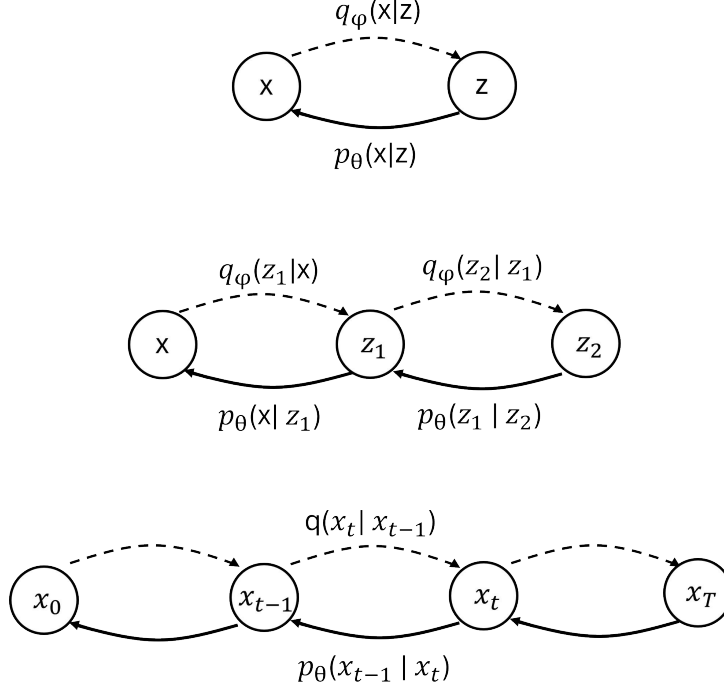 q_φ(x|z)
x z
p_θ(x|z)
q_φ(z_1|x) q_φ(z_2| z_1)
x z_1 z_2
p_θ(x| z_1) p_θ(z_1 | z_2)
q(x_t| x_{t−1})
x_0 x_{t−1} x_t x_T
p_θ(x_{t−1} | x_t)